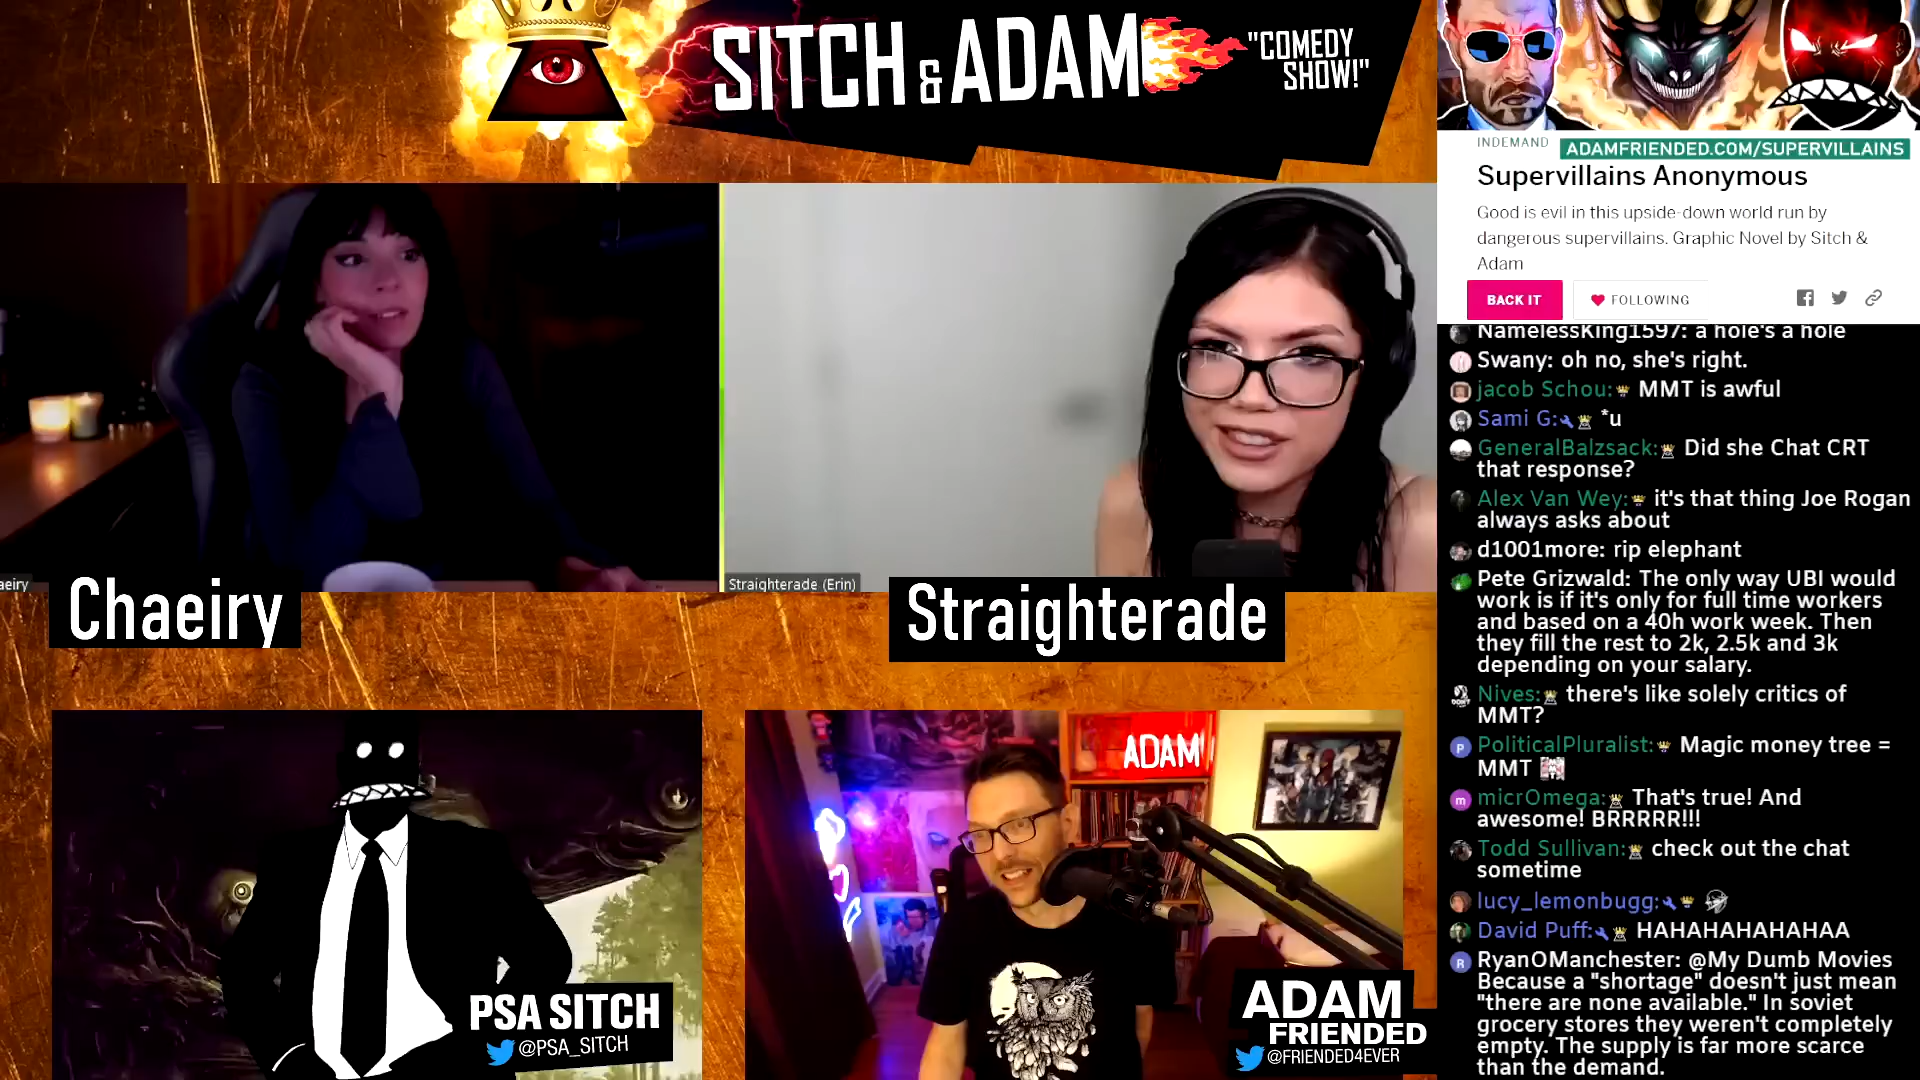 SITCH & ADAM
"COMEDY
SHOW!"
INDEMAND
ADAMFRIENDED.COM/SUPERVILLAINS
Supervillains Anonymous
Good is evil in this upside-down world run by
dangerous supervillains. Graphic Novel by Sitch &
Adam
BACK IT
FOLLOWING
NamelessKing1597: a hole's a hole
Swany: oh no, she's right.
jacob Schou: MMT is awful
Sami G: *u
GeneralBalzsack: Did she Chat CRT
that response?
Alex Van Wey: it's that thing Joe Rogan
always asks about
d1001more: rip elephant
Pete Grizwald: The only way UBI would
work is if it's only for full time workers
and based on a 40h work week. Then
they fill the rest to 2k, 2.5k and 3k
depending on your salary.
Nives: there's like solely critics of
MMT?
PoliticalPluralist: Magic money tree =
MMT
micrOmega: That's true! And
awesome! BRRRRR!!!
Todd Sullivan: check out the chat
sometime
lucy_lemonbugg:
David Puff: HAHAHAHAHAHAA
RyanOManchester: @My Dumb Movies
Because a "shortage" doesn't just mean
"there are none available." In soviet
grocery stores they weren't completely
empty. The supply is far more scarce
than the demand.
aeiry
Straighterade (Erin)
Chaeiry
Straighterade
ADAM
PSA SITCH
@PSA_SITCH
ADAM
FRIENDED
@FRIENDED4EVER